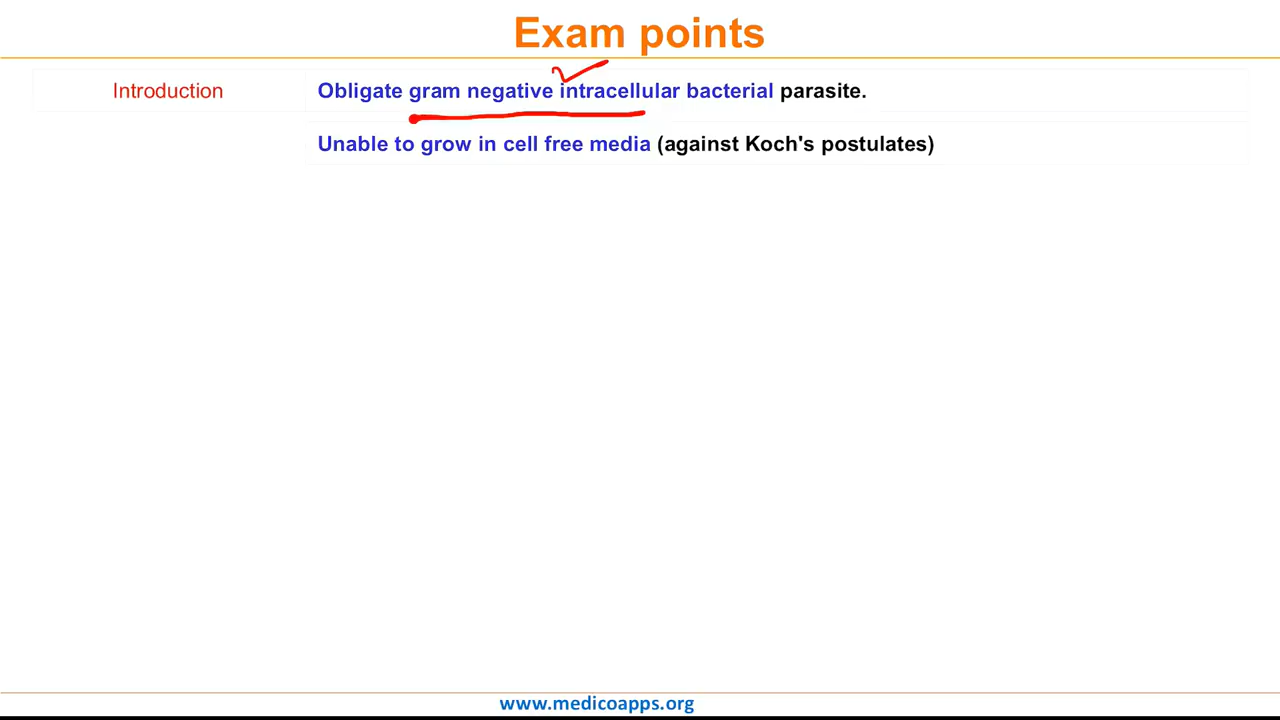 Exam points
Introduction
Obligate gram negative intracellular bacterial parasite.
Unable to grow in cell free media (against Koch's postulates)
www.medicoapps.org